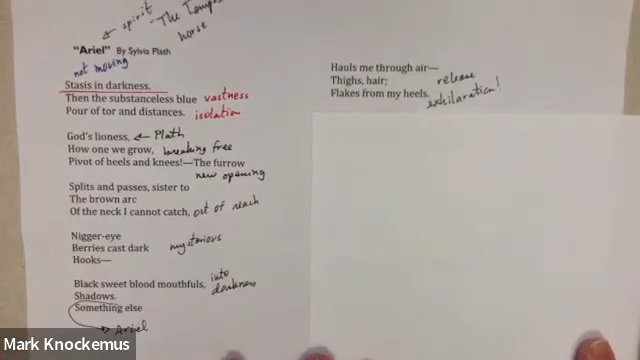 ← spirit - The Tempest
horse
"Ariel" By Sylvia Plath
not moving
Stasis in darkness.
Then the substanceless blue vastness
Pour of tor and distances. isolation
God's lioness, ← Plath
How one we grow, breaking free
Pivot of heels and knees!—The furrow
new opening
Splits and passes, sister to
The brown arc
Of the neck I cannot catch, out of reach
Nigger-eye
Berries cast dark mysterious
Hooks—
Black sweet blood mouthfuls, into
Shadows. darkness
Something else
→ Ariel
Hauls me through air—
Thighs, hair; release
Flakes from my heels. exhilaration!
Mark Knockemus